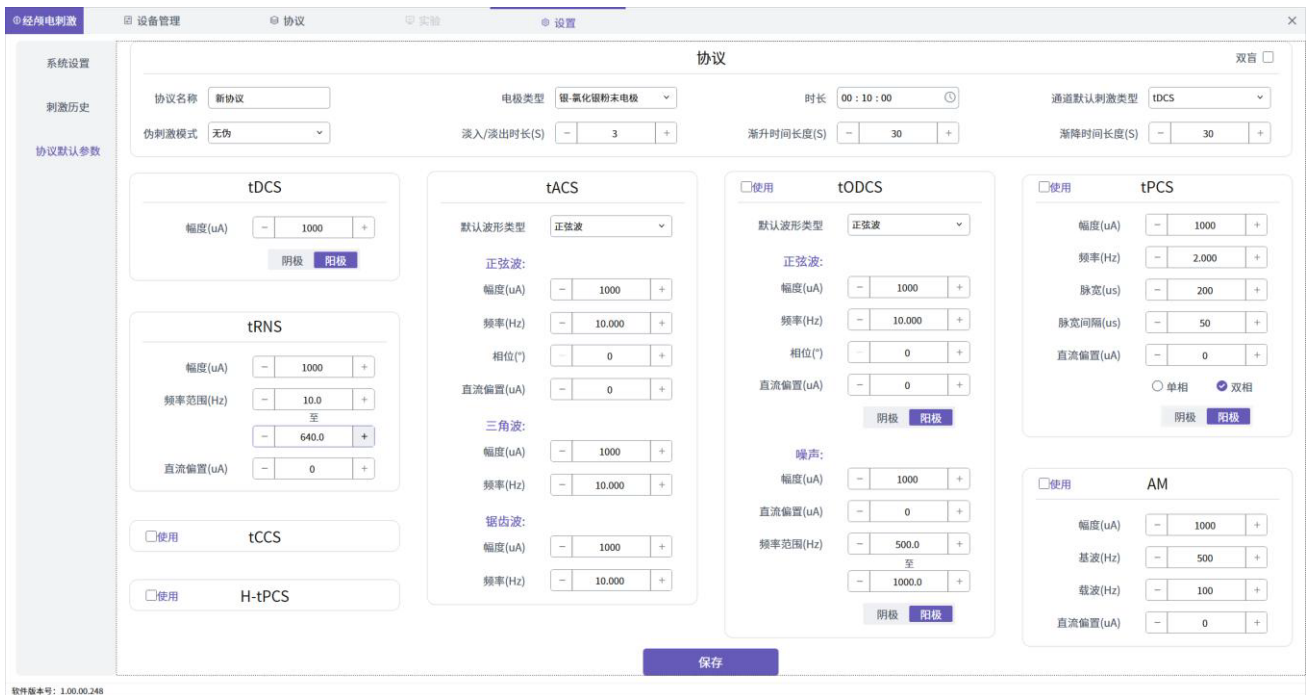 经颅电刺激 设备管理 协议 实验 设置
系统设置
刺激历史
协议默认参数
协议 双盲
协议名称 新协议 电极类型 银-氯化银粉末电极 时长 00 : 10 : 00 通道默认刺激类型 tDCS
伪刺激模式 无伪 淡入/淡出时长(S) − 3 + 渐升时间长度(S) − 30 + 渐降时间长度(S) − 30 +
tDCS
幅度(uA) − 1000 +
阴极 阳极
tRNS
幅度(uA) − 1000 +
频率范围(Hz) − 10.0 +
至
− 640.0 +
直流偏置(uA) − 0 +
使用 tCCS
使用 H-tPCS
tACS
默认波形类型 正弦波
正弦波:
幅度(uA) − 1000 +
频率(Hz) − 10.000 +
相位(°) − 0 +
直流偏置(uA) − 0 +
三角波:
幅度(uA) − 1000 +
频率(Hz) − 10.000 +
锯齿波:
幅度(uA) − 1000 +
频率(Hz) − 10.000 +
使用 tODCS
默认波形类型 正弦波
正弦波:
幅度(uA) − 1000 +
频率(Hz) − 10.000 +
相位(°) − 0 +
直流偏置(uA) − 0 +
阴极 阳极
噪声:
幅度(uA) − 1000 +
直流偏置(uA) − 0 +
频率范围(Hz) − 500.0 +
至
− 1000.0 +
阴极 阳极
使用 tPCS
幅度(uA) − 1000 +
频率(Hz) − 2.000 +
脉宽(us) − 200 +
脉宽间隔(us) − 50 +
直流偏置(uA) − 0 +
单相 双相
阴极 阳极
使用 AM
幅度(uA) − 1000 +
基波(Hz) − 500 +
载波(Hz) − 100 +
直流偏置(uA) − 0 +
保存
软件版本号: 1.00.00.248